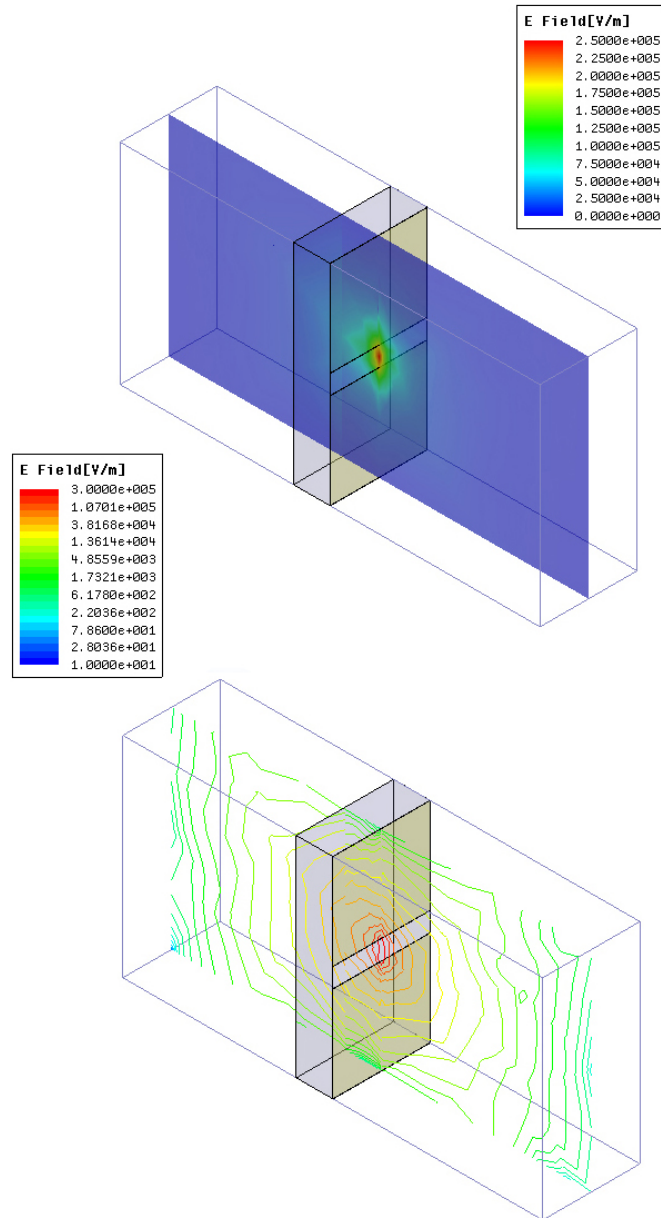 E Field[V/m]
2.5000e+005
2.2500e+005
2.0000e+005
1.7500e+005
1.5000e+005
1.2500e+005
1.0000e+005
7.5000e+004
5.0000e+004
2.5000e+004
0.0000e+000
E Field[V/m]
3.0000e+005
1.0701e+005
3.8168e+004
1.3614e+004
4.8559e+003
1.7321e+003
6.1780e+002
2.2036e+002
7.8600e+001
2.8036e+001
1.0000e+001